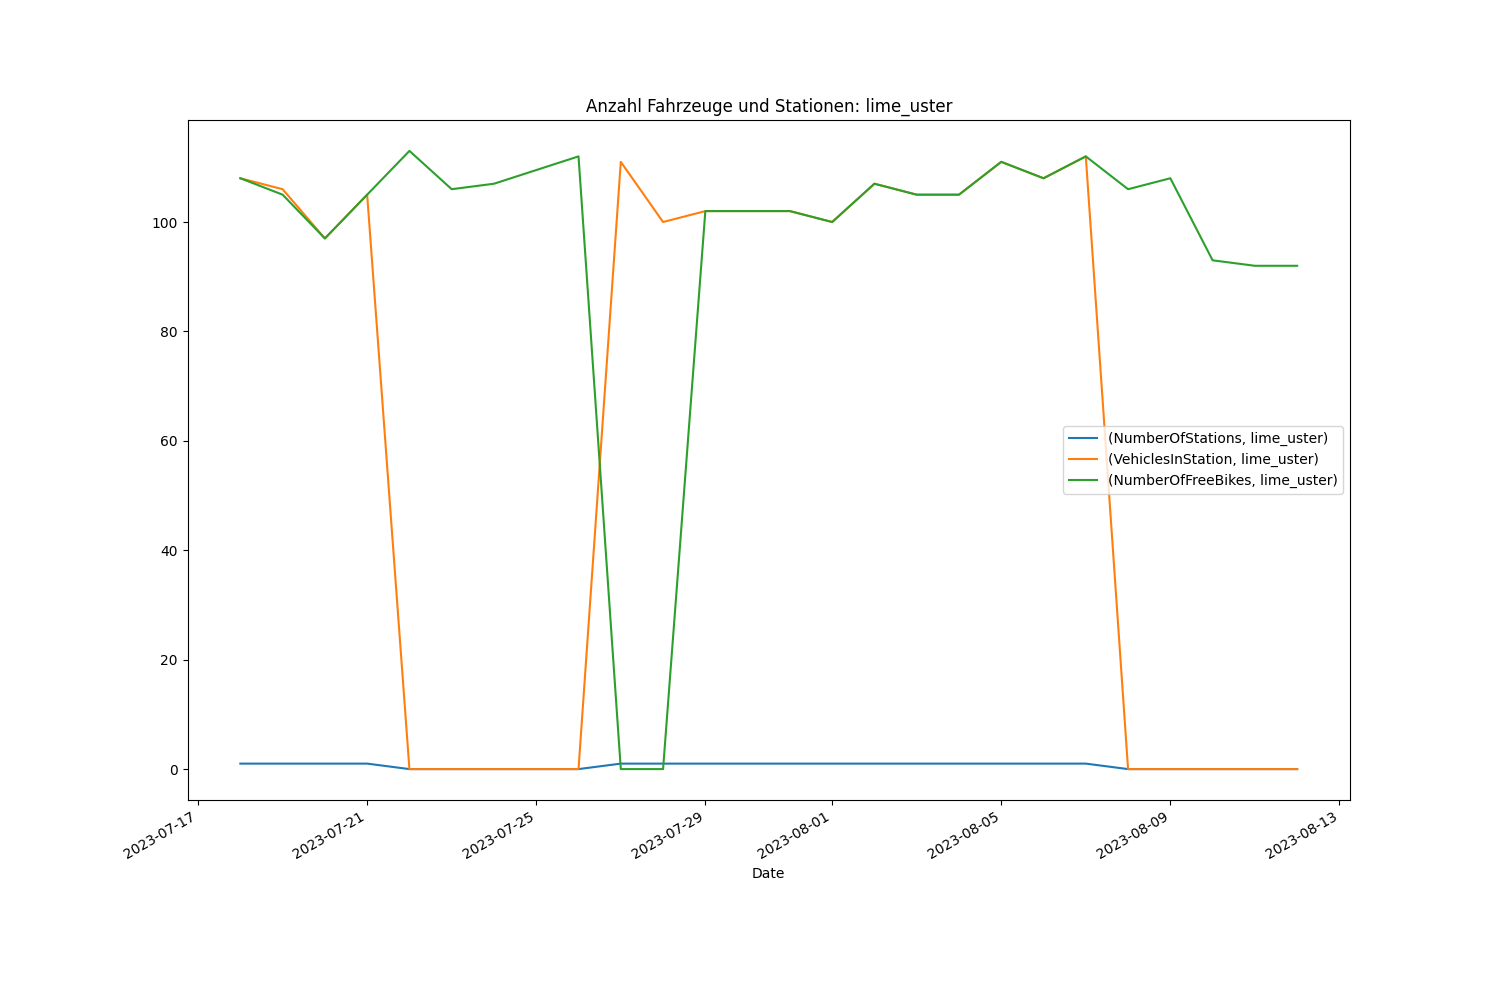 Anzahl Fahrzeuge und Stationen: lime_uster
100
80
60
40
20
0
(NumberOfStations, lime_uster)
(VehiclesInStation, lime_uster)
(NumberOfFreeBikes, lime_uster)
2023-07-17
2023-07-21
2023-07-25
2023-07-29
2023-08-01
2023-08-05
2023-08-09
2023-08-13
Date